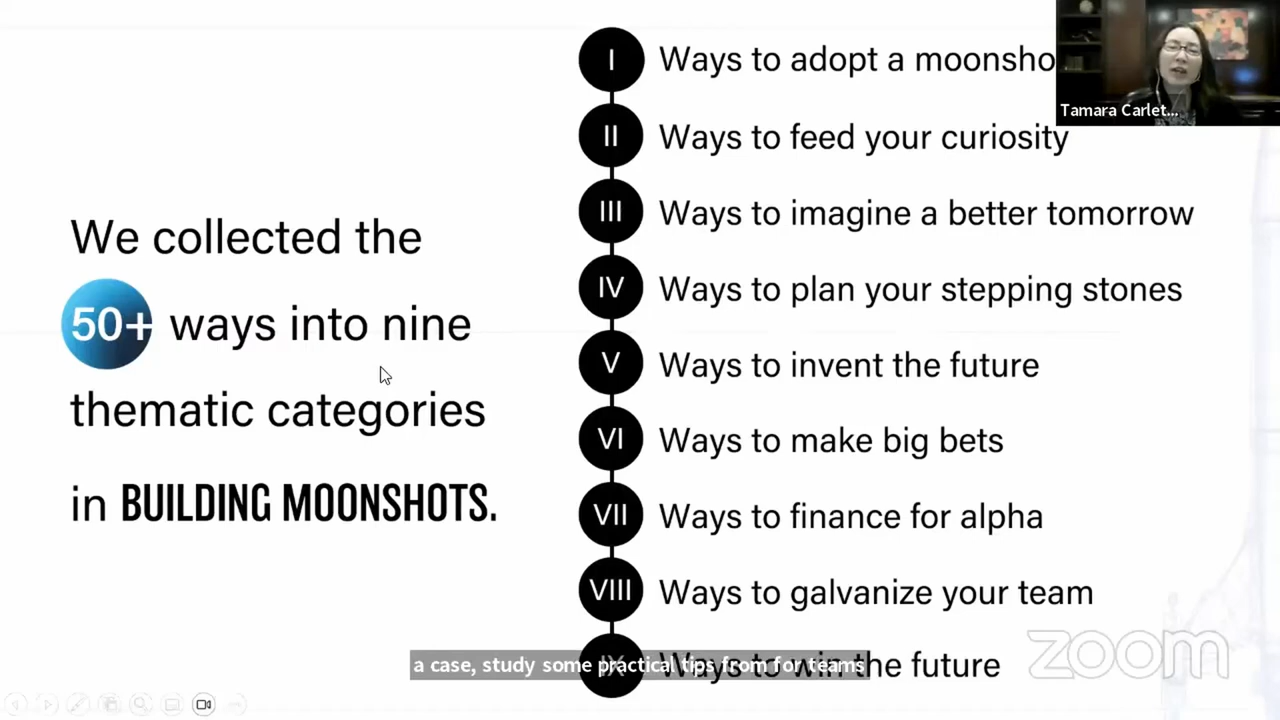 We collected the
50+ ways into nine
thematic categories
in BUILDING MOONSHOTS.
I Ways to adopt a moonsho
II Ways to feed your curiosity
III Ways to imagine a better tomorrow
IV Ways to plan your stepping stones
V Ways to invent the future
VI Ways to make big bets
VII Ways to finance for alpha
VIII Ways to galvanize your team
IX Ways to win the future
Tamara Carlet...
a case, study some practical tips from for teams
zoom